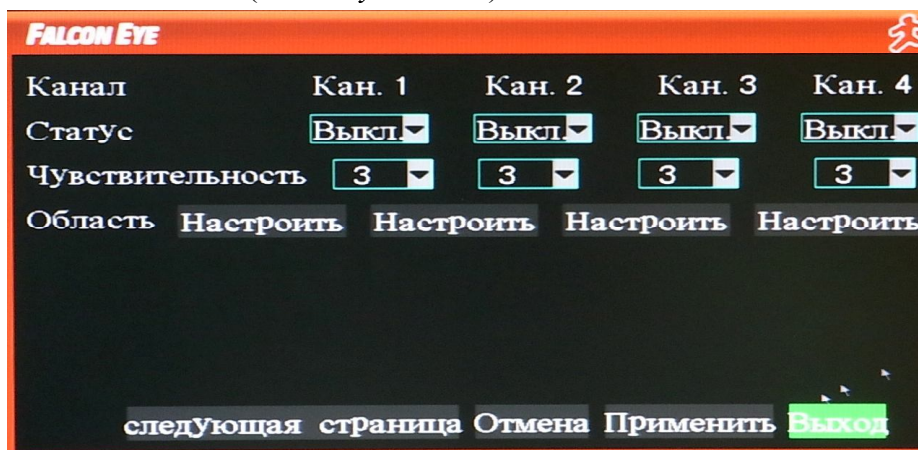 FALCON EYE
Канал Кан. 1 Кан. 2 Кан. 3 Кан. 4
Статус Выкл. Выкл. Выкл. Выкл.
Чувствительность 3 3 3 3
Область Настроить Настроить Настроить Настроить
следующая страница Отмена Применить Выход